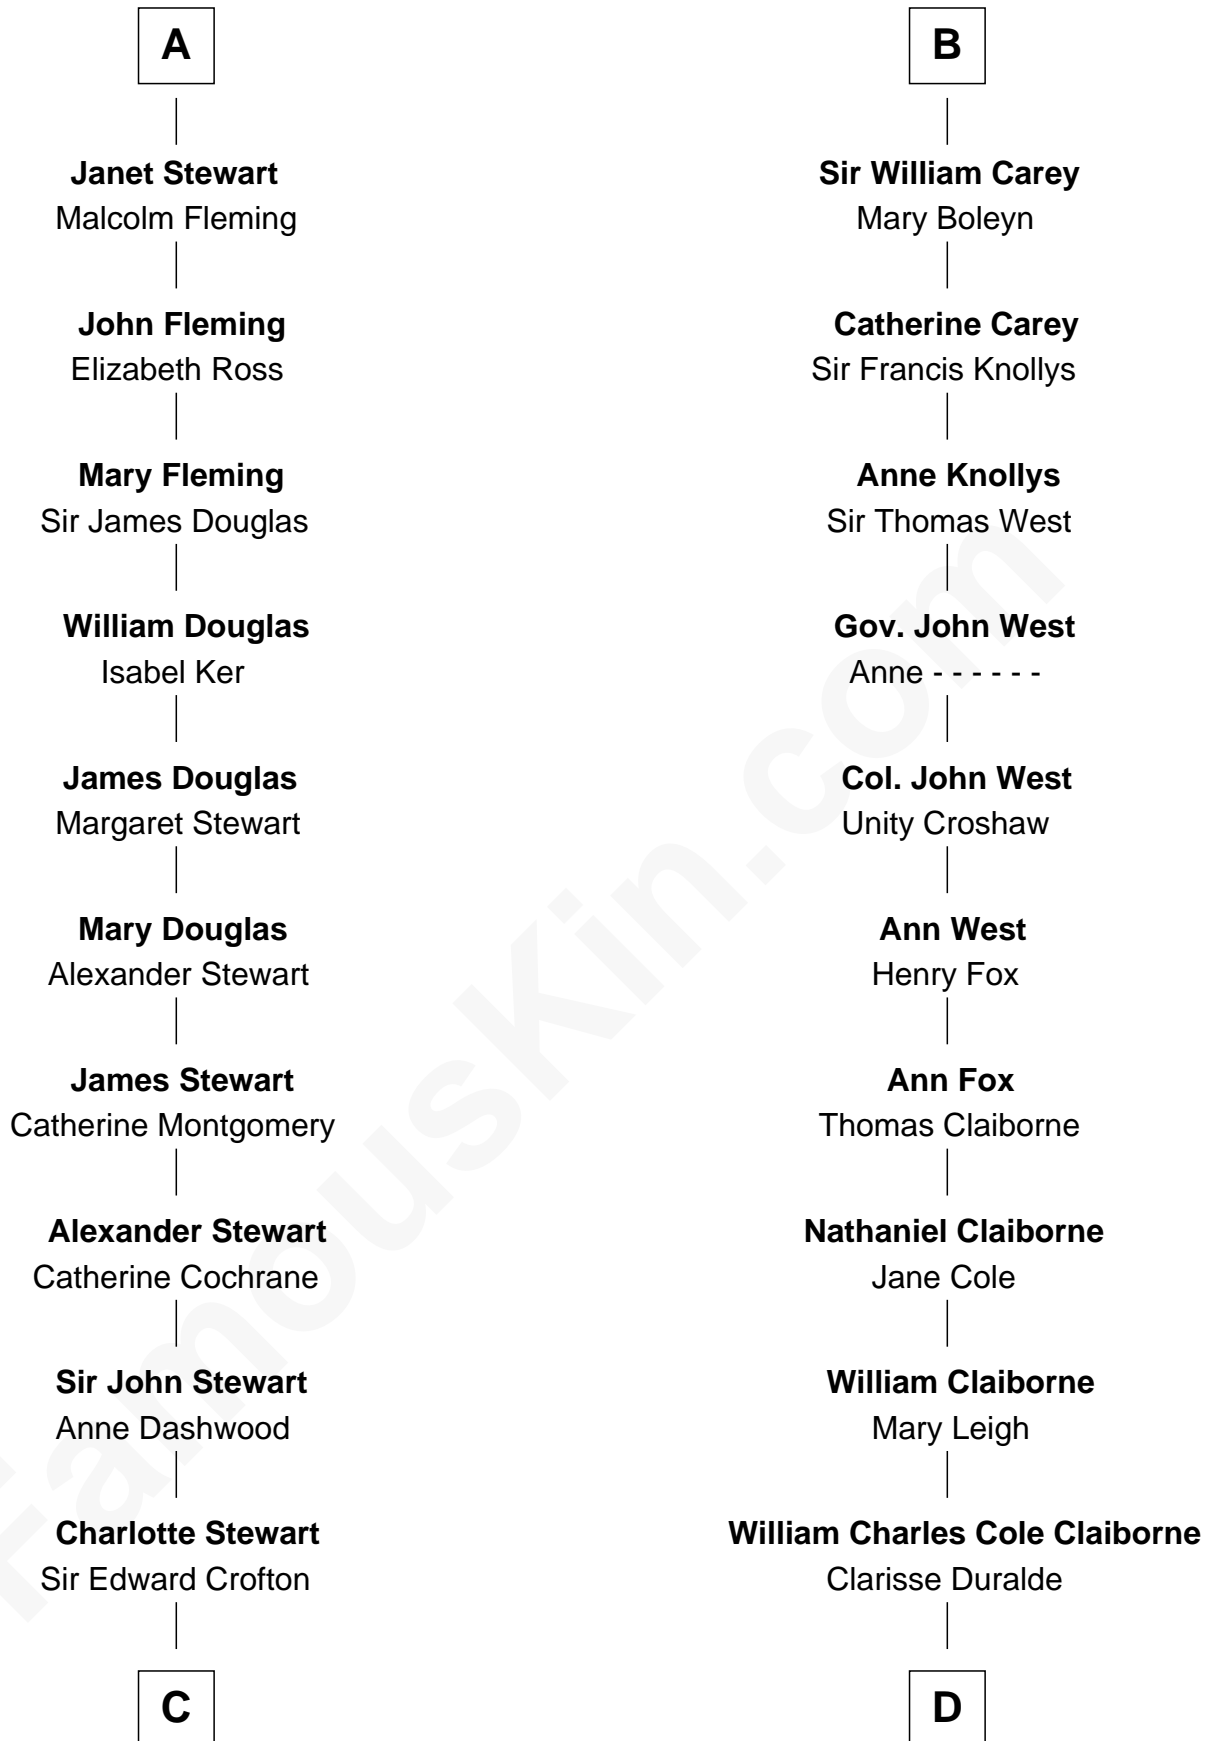 A
Janet Stewart
Malcolm Fleming
John Fleming
Elizabeth Ross
Mary Fleming
Sir James Douglas
William Douglas
Isabel Ker
James Douglas
Margaret Stewart
Mary Douglas
Alexander Stewart
James Stewart
Catherine Montgomery
Alexander Stewart
Catherine Cochrane
Sir John Stewart
Anne Dashwood
Charlotte Stewart
Sir Edward Crofton
C
B
Sir William Carey
Mary Boleyn
Catherine Carey
Sir Francis Knollys
Anne Knollys
Sir Thomas West
Gov. John West
Anne - - - - - -
Col. John West
Unity Croshaw
Ann West
Henry Fox
Ann Fox
Thomas Claiborne
Nathaniel Claiborne
Jane Cole
William Claiborne
Mary Leigh
William Charles Cole Claiborne
Clarisse Duralde
D
FamousKin.com